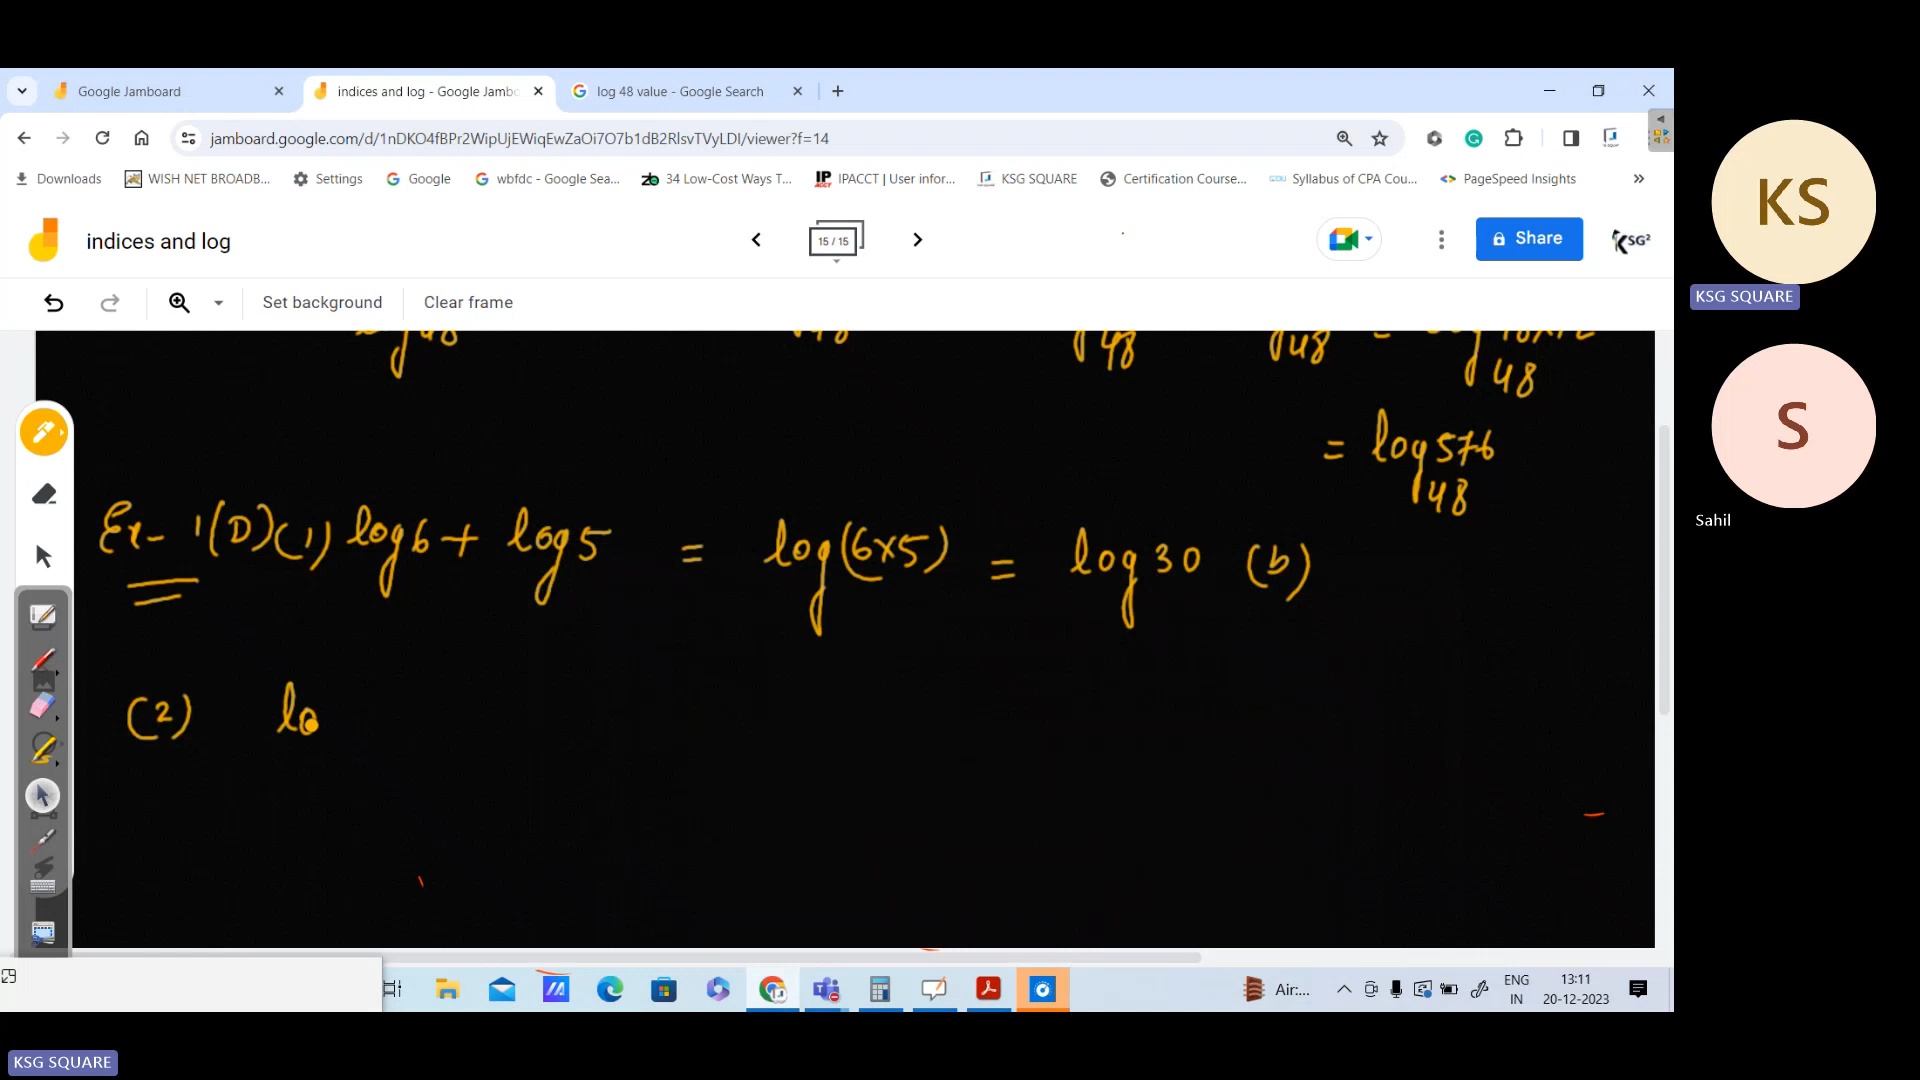 Google Jamboard
indices and log - Google Jambo
log 48 value - Google Search
jamboard.google.com/d/1nDKO4fBPr2WipUjEWiqEwZaOi7O7b1dB2RlsvTVyLDI/viewer?f=14
Downloads
WISH NET BROADB...
Settings
Google
wbfdc - Google Sea...
34 Low-Cost Ways T...
IPACCT | User infor...
KSG SQUARE
Certification Course...
Syllabus of CPA Cou...
PageSpeed Insights
indices and log
15 / 15
Share
KSG²
Set background
Clear frame
48
= log 576
48
Ex- 1(D)(1) log 6 + log 5 = log(6x5) = log 30 (b)
(2) lo
KS
KSG SQUARE
S
Sahil
Air:...
ENG
IN
13:11
20-12-2023
KSG SQUARE